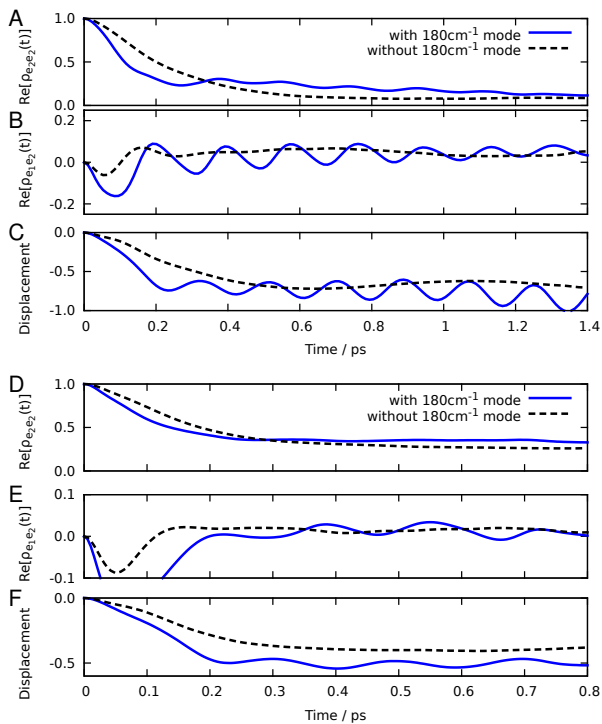 A
1.0
0.5
0.0
Re[ρe2e2(t)]
with 180cm-1 mode
without 180cm-1 mode
B
0.2
0.0
-0.2
Re[ρe1e2(t)]
C
0.0
-0.5
-1.0
Displacement
0 0.2 0.4 0.6 0.8 1 1.2 1.4
Time / ps
D
1.0
0.5
0.0
Re[ρe2e2(t)]
with 180cm-1 mode
without 180cm-1 mode
E
0.1
0.0
-0.1
Re[ρe1e2(t)]
F
0.0
-0.5
Displacement
0 0.1 0.2 0.3 0.4 0.5 0.6 0.7 0.8
Time / ps